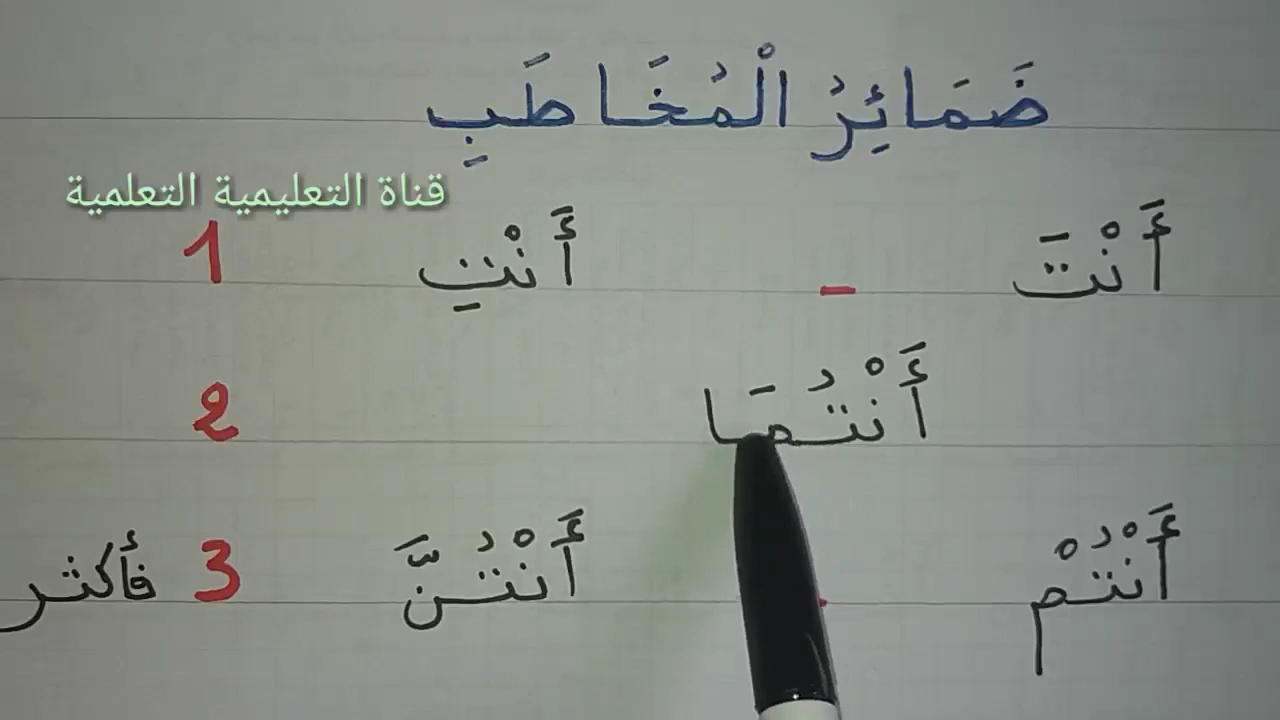 ضَمَائِرُ الْمُخَاطَبِ
قناة التعليمية التعلمية
أَنْتَ - أَنْتِ 1
أَنْتُمَا 2
أَنْتُمْ - أَنْتُنَّ 3 فأكثر